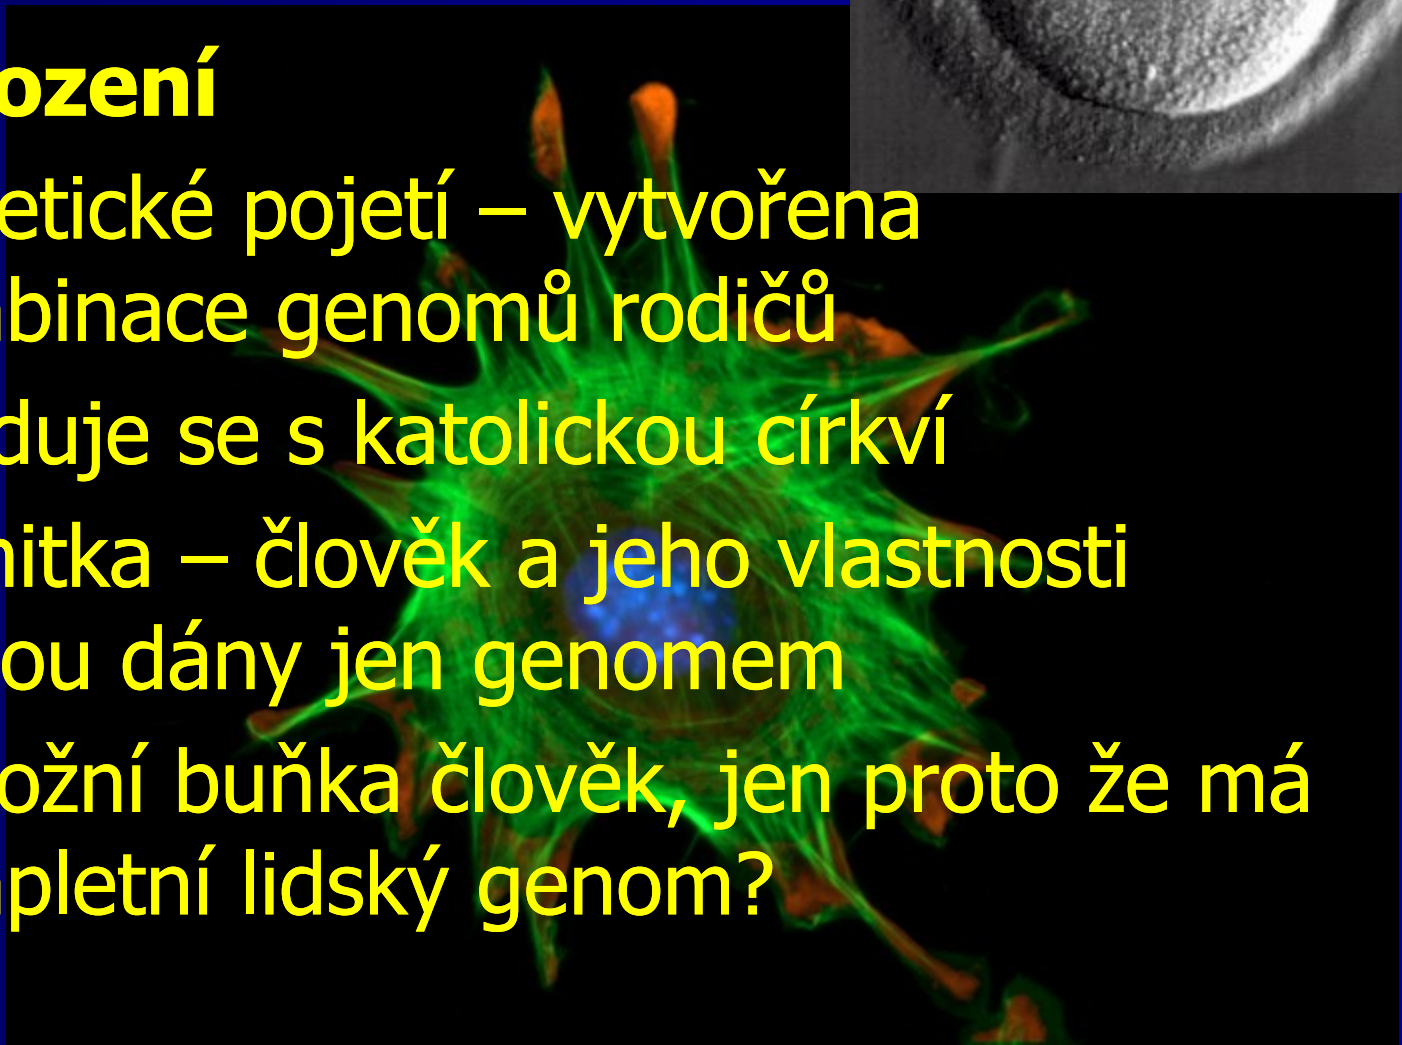 ození
etické pojetí – vytvořena
binace genomů rodičů
duje se s katolickou církví
nitka – člověk a jeho vlastnosti
ou dány jen genomem
ožní buňka člověk, jen proto že má
pletní lidský genom?